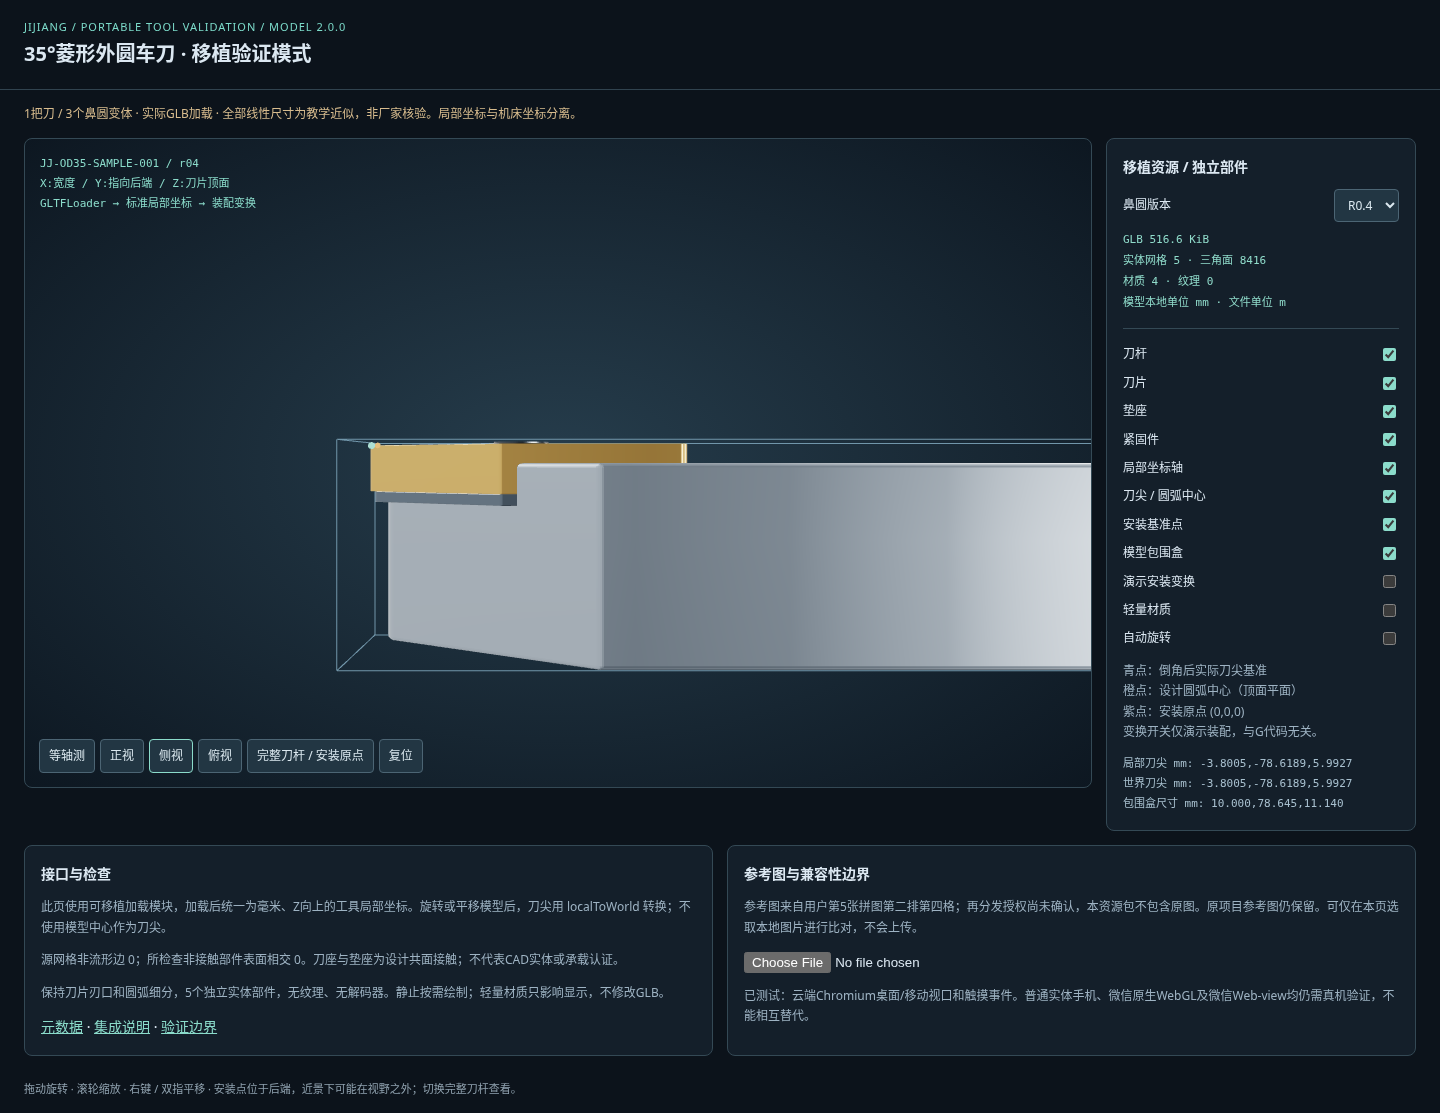 JIJIANG / PORTABLE TOOL VALIDATION / MODEL 2.0.0
35°菱形外圆车刀 · 移植验证模式
1把刀 / 3个鼻圆变体 · 实际GLB加载 · 全部线性尺寸为教学近似，非厂家核验。局部坐标与机床坐标分离。
JJ-OD35-SAMPLE-001 / r04
X:宽度 / Y:指向后端 / Z:刀片顶面
GLTFLoader → 标准局部坐标 → 装配变换
等轴测
正视
侧视
俯视
完整刀杆 / 安装原点
复位
移植资源 / 独立部件
鼻圆版本
R0.4
GLB 516.6 KiB
实体网格 5 · 三角面 8416
材质 4 · 纹理 0
模型本地单位 mm · 文件单位 m
刀杆
刀片
垫座
紧固件
局部坐标轴
刀尖 / 圆弧中心
安装基准点
模型包围盒
演示安装变换
轻量材质
自动旋转
青点：倒角后实际刀尖基准
橙点：设计圆弧中心（顶面平面）
紫点：安装原点 (0,0,0)
变换开关仅演示装配，与G代码无关。
局部刀尖 mm: -3.8005,-78.6189,5.9927
世界刀尖 mm: -3.8005,-78.6189,5.9927
包围盒尺寸 mm: 10.000,78.645,11.140
接口与检查
此页使用可移植加载模块，加载后统一为毫米、Z向上的工具局部坐标。旋转或平移模型后，刀尖用 localToWorld 转换；不
使用模型中心作为刀尖。
源网格非流形边 0；所检查非接触部件表面相交 0。刀座与垫座为设计共面接触；不代表CAD实体或承载认证。
保持刀片刃口和圆弧细分，5个独立实体部件，无纹理、无解码器。静止按需绘制；轻量材质只影响显示，不修改GLB。
元数据 · 集成说明 · 验证边界
参考图与兼容性边界
参考图来自用户第5张拼图第二排第四格；再分发授权尚未确认，本资源包不包含原图。原项目参考图仍保留。可仅在本页选
取本地图片进行比对，不会上传。
Choose File No file chosen
已测试：云端Chromium桌面/移动视口和触摸事件。普通实体手机、微信原生WebGL及微信Web-view均仍需真机验证，不
能相互替代。
拖动旋转 · 滚轮缩放 · 右键 / 双指平移 · 安装点位于后端，近景下可能在视野之外；切换完整刀杆查看。